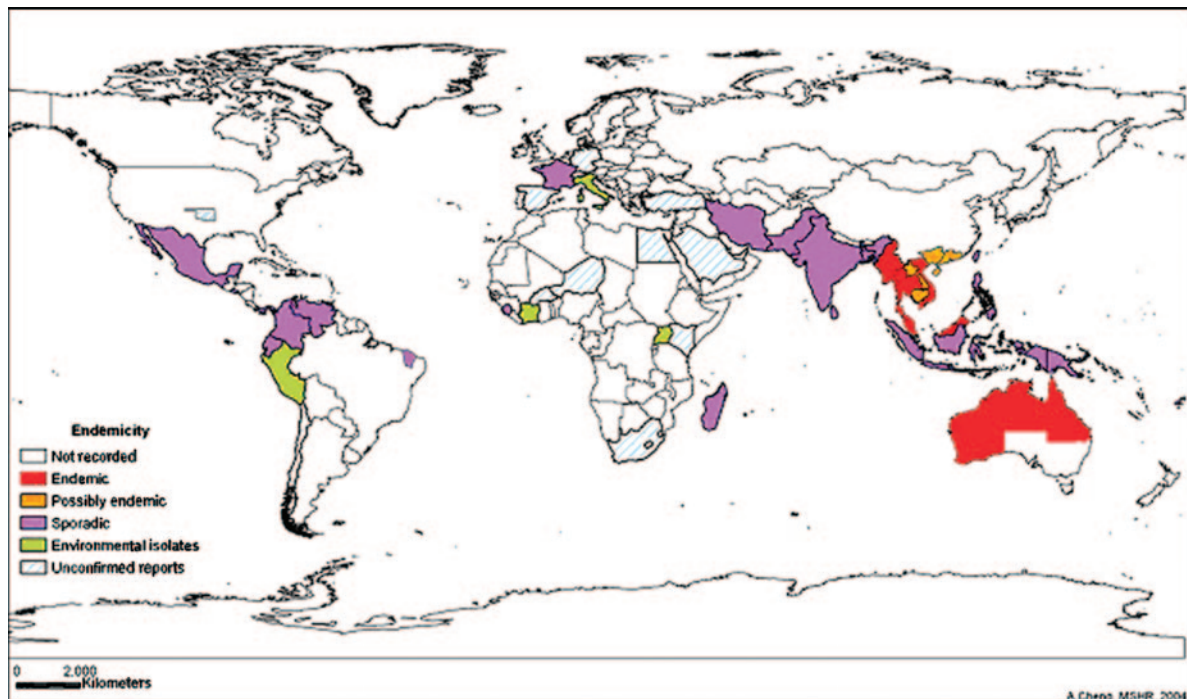 Endemicity
Not recorded
Endemic
Possibly endemic
Sporadic
Environmental isolates
Unconfirmed reports
0 2,000
Kilometers
A Cheng, MSHR, 2004